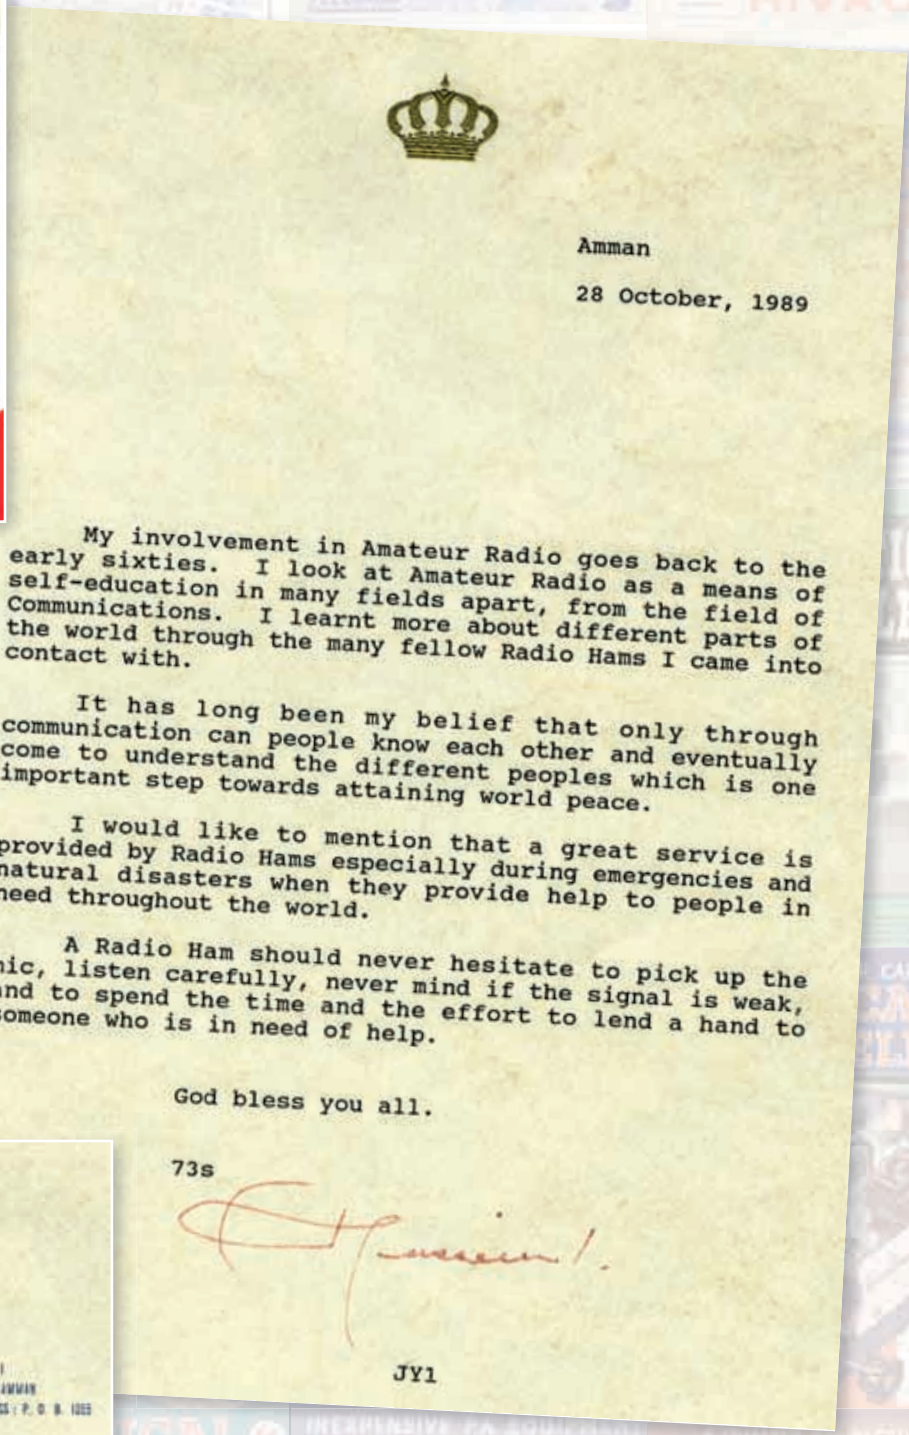 Amman
28 October, 1989
My involvement in Amateur Radio goes back to the
early sixties. I look at Amateur Radio as a means of
self-education in many fields apart, from the field of
Communications. I learnt more about different parts of
the world through the many fellow Radio Hams I came into
contact with.
It has long been my belief that only through
communication can people know each other and eventually
come to understand the different peoples which is one
important step towards attaining world peace.
I would like to mention that a great service is
provided by Radio Hams especially during emergencies and
natural disasters when they provide help to people in
need throughout the world.
A Radio Ham should never hesitate to pick up the
mic, listen carefully, never mind if the signal is weak,
and to spend the time and the effort to lend a hand to
someone who is in need of help.
God bless you all.
73s
Hussein I.
JY1
AMMAN
: P. O. B. 1055